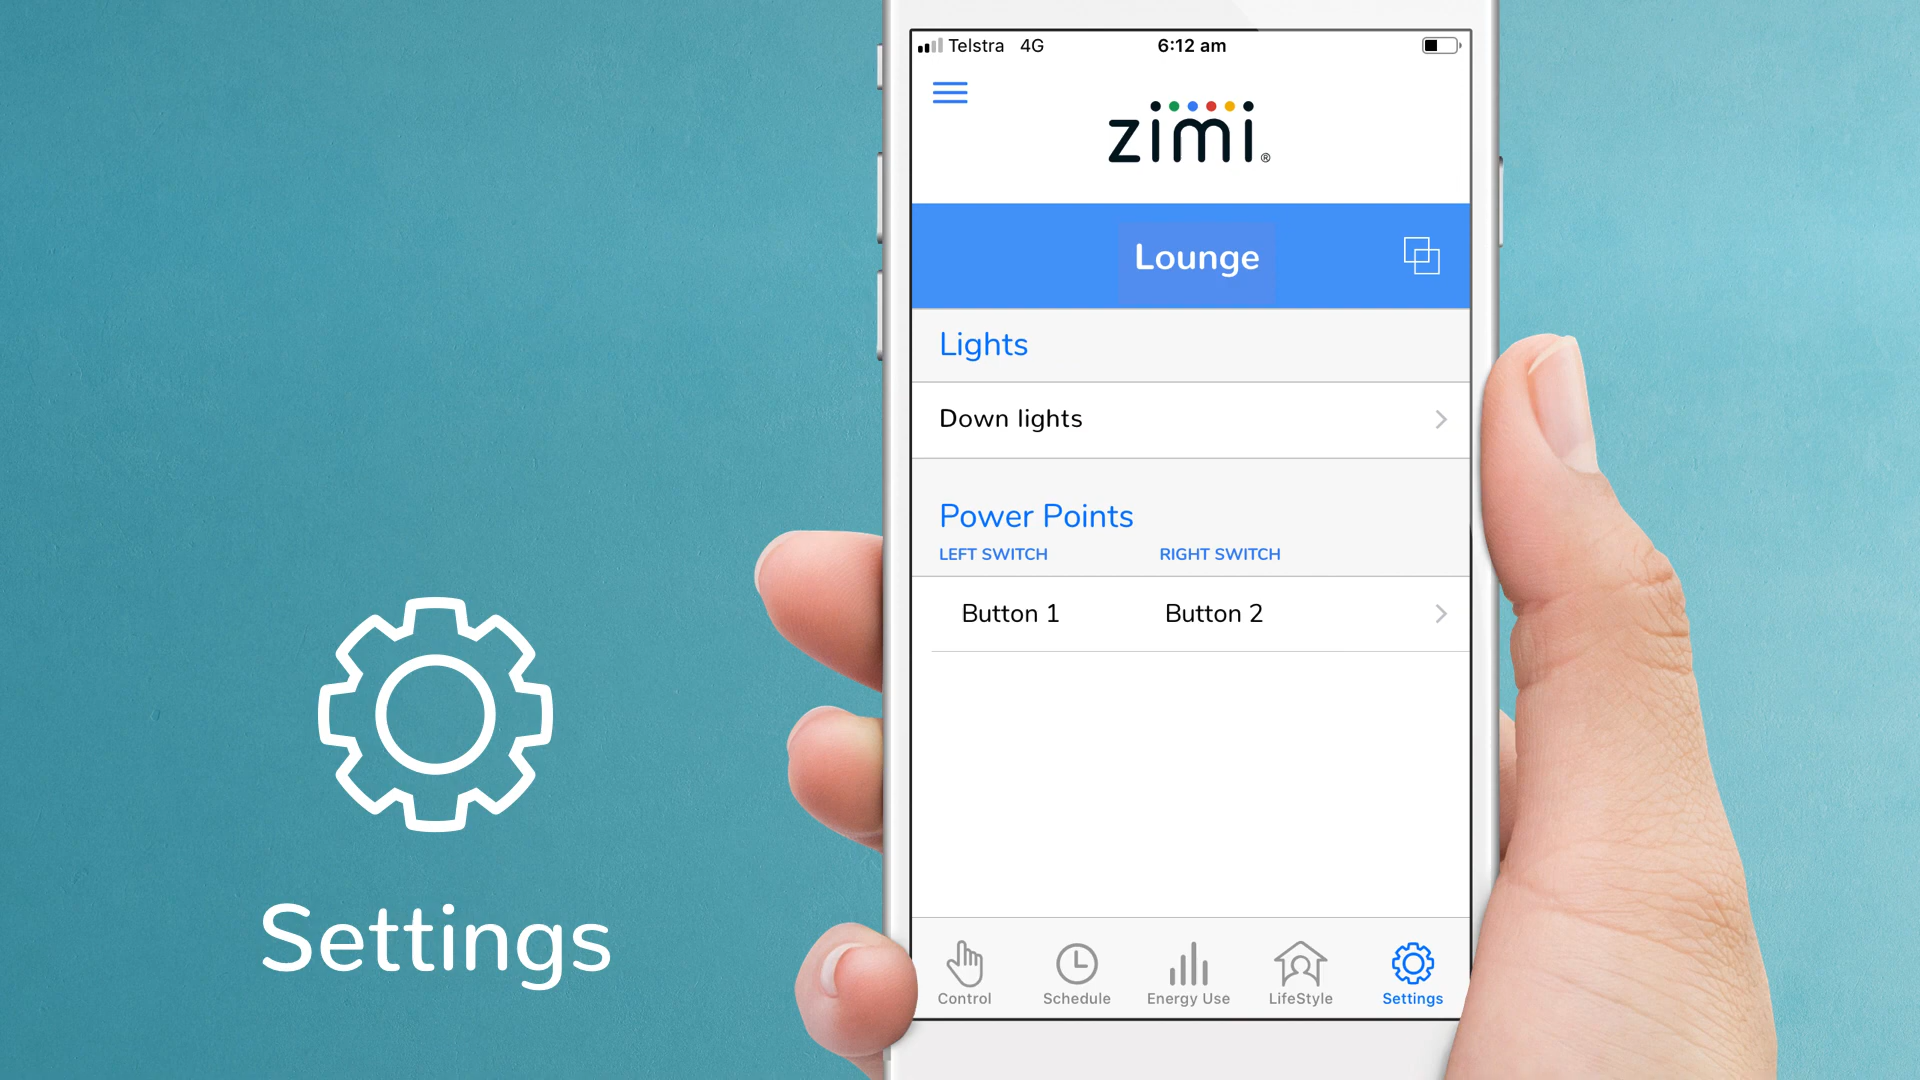 Telstra 4G 6:12 am
zimi®
Lounge
Lights
Down lights
Power Points
LEFT SWITCH RIGHT SWITCH
Button 1 Button 2
Control Schedule Energy Use LifeStyle Settings
Settings